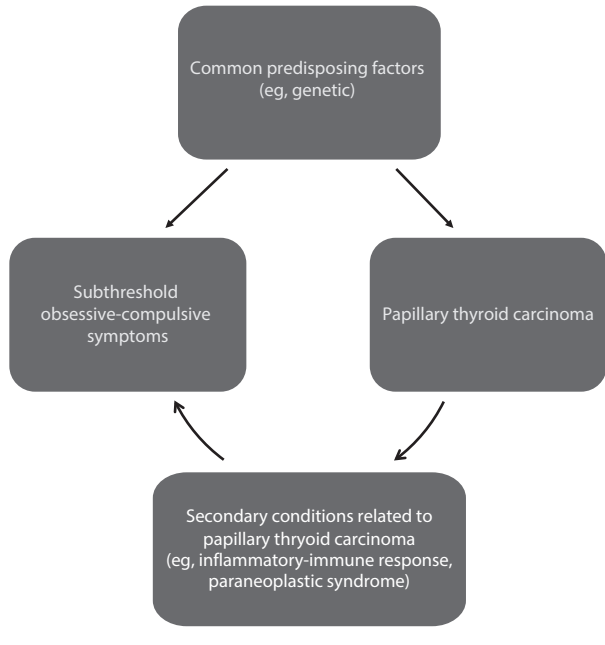 Common predisposing factors
(eg, genetic)
Subthreshold
obsessive-compulsive
symptoms
Papillary thyroid carcinoma
Secondary conditions related to
papillary thryoid carcinoma
(eg, inflammatory-immune response,
paraneoplastic syndrome)